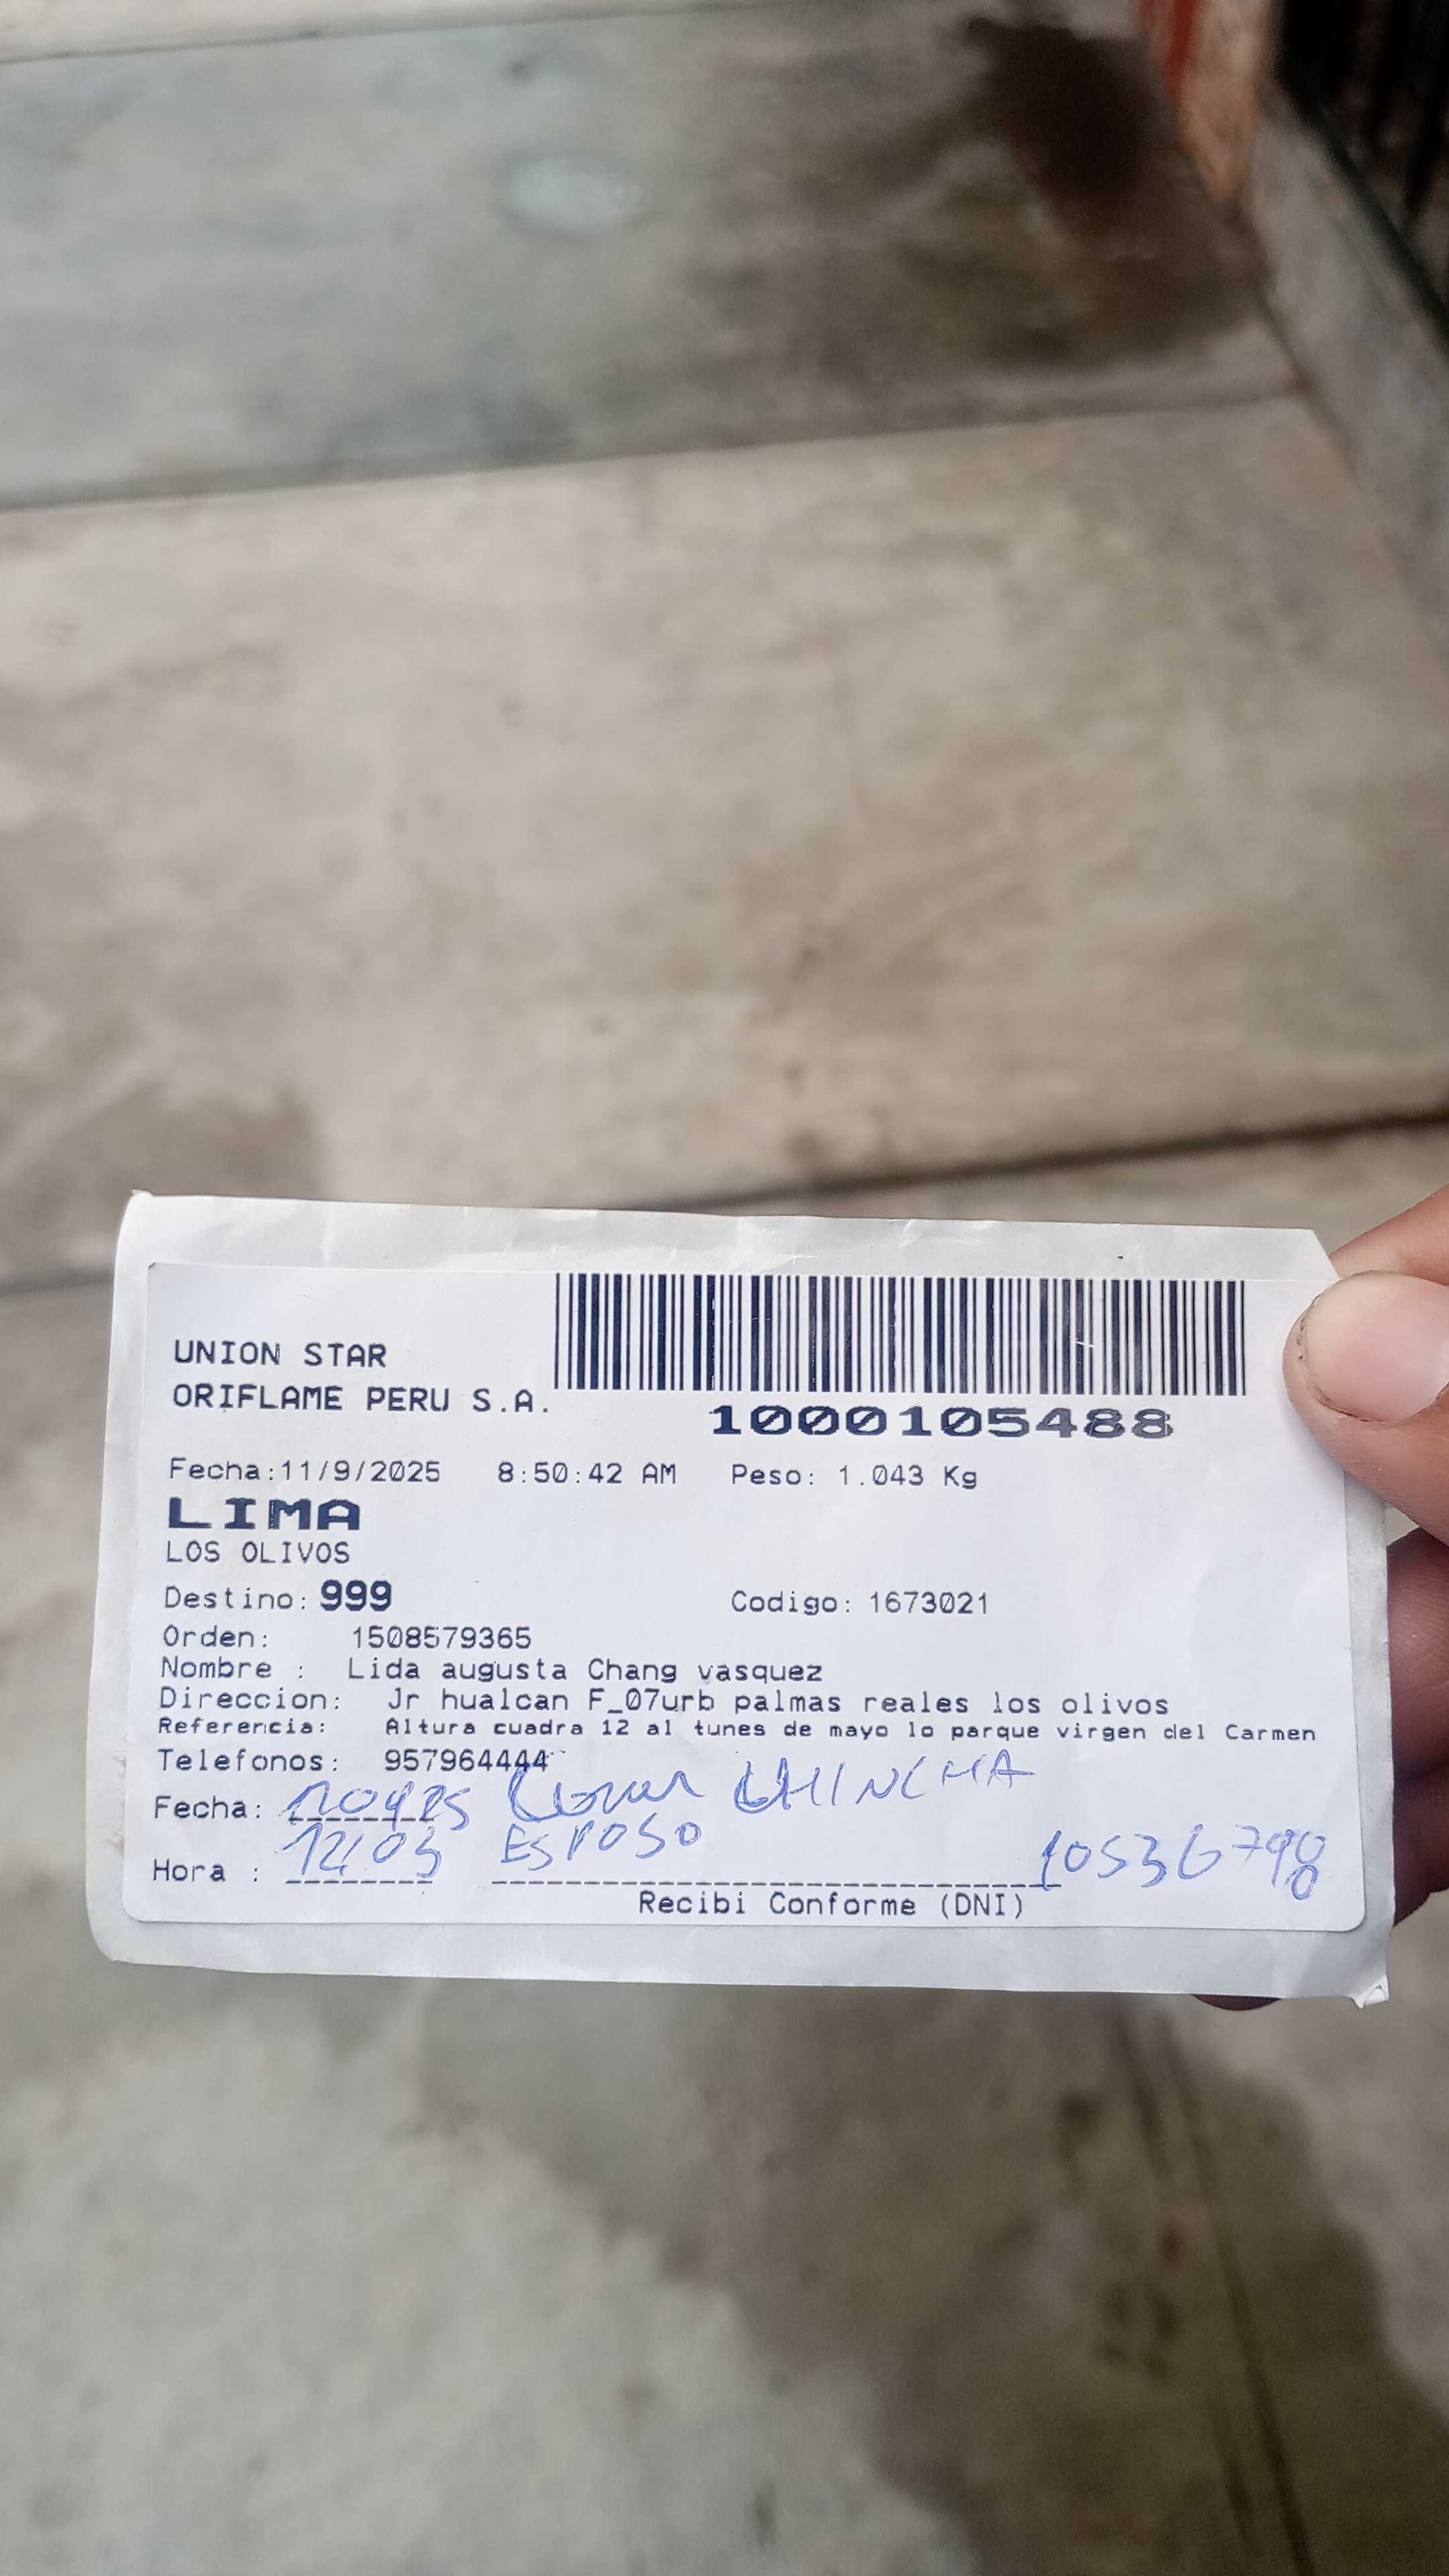 UNION STAR
ORIFLAME PERU S.A.
1000105488
Fecha:11/9/2025 8:50:42 AM Peso: 1.043 Kg
LIMA
LOS OLIVOS
Destino: 999 Codigo: 1673021
Orden: 1508579365
Nombre : Lida augusta Chang vasquez
Direccion: Jr hualcan F_07urb palmas reales los olivos
Referencia: Altura cuadra 12 al tunes de mayo lo parque virgen del Carmen
Telefonos: 957964444
Fecha: CHINCHA
Hora : 12:03 ESPOSO
Recibi Conforme (DNI)